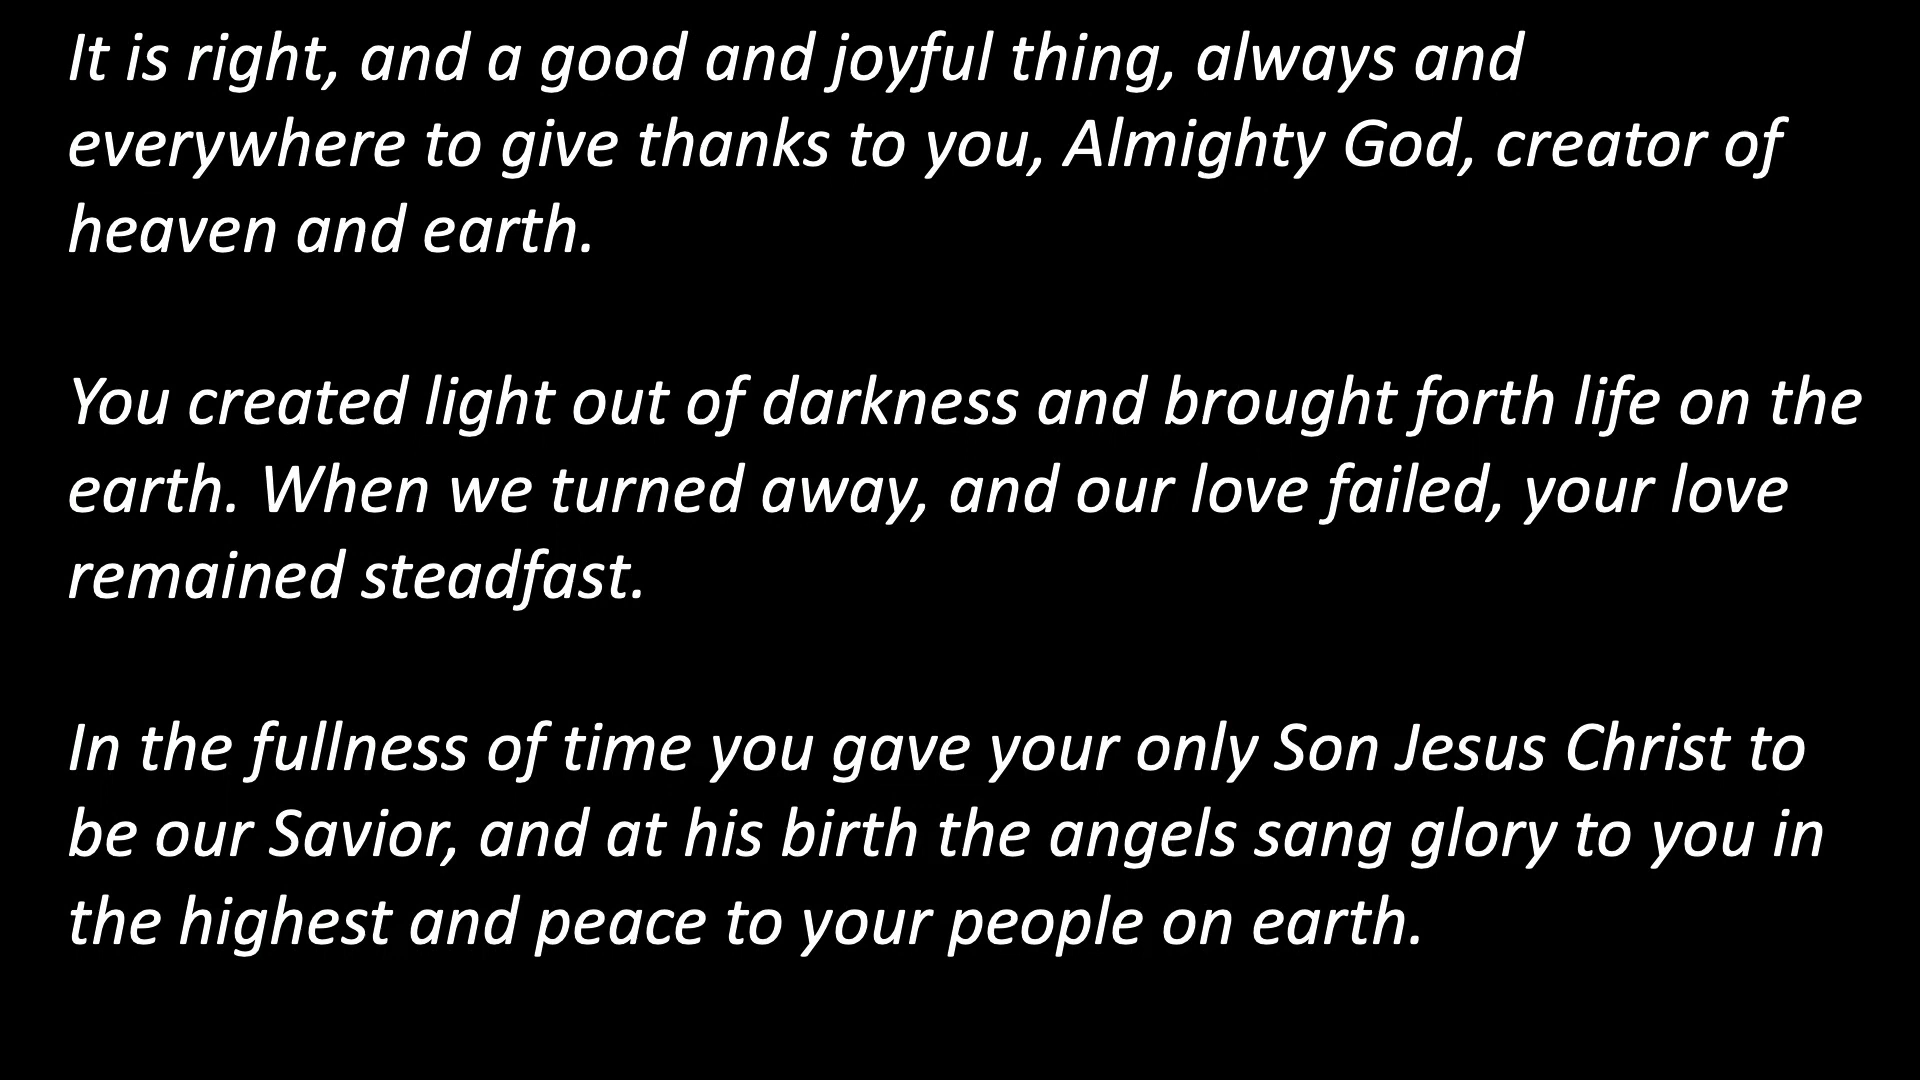 It is right, and a good and joyful thing, always and
everywhere to give thanks to you, Almighty God, creator of
heaven and earth.
You created light out of darkness and brought forth life on the
earth. When we turned away, and our love failed, your love
remained steadfast.
In the fullness of time you gave your only Son Jesus Christ to
be our Savior, and at his birth the angels sang glory to you in
the highest and peace to your people on earth.